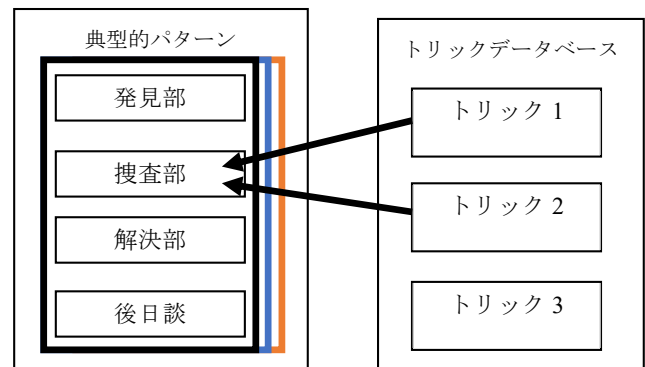 典型的パターン
発見部
捜査部
解決部
後日談
トリックデータベース
トリック 1
トリック 2
トリック 3